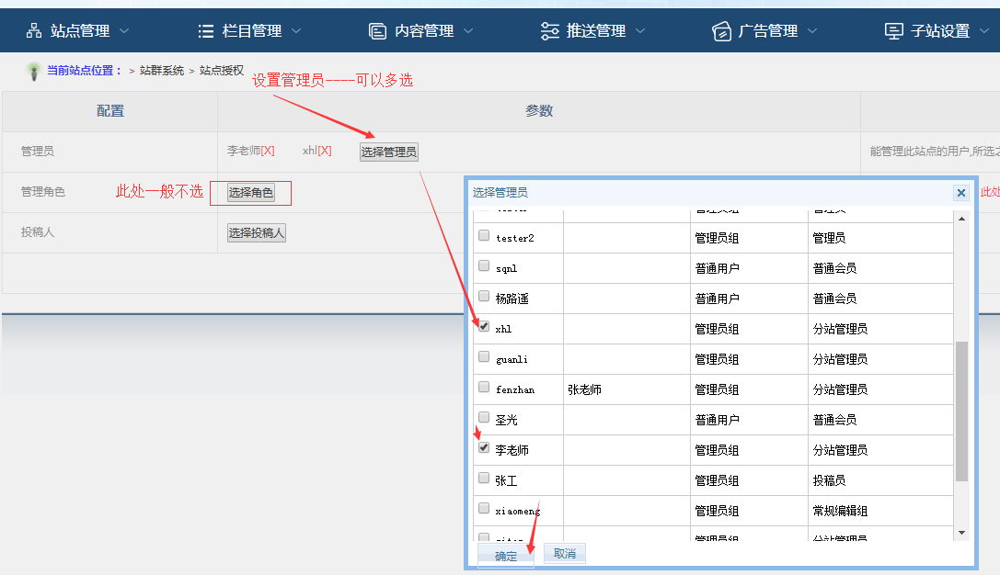 站点管理 栏目管理 内容管理 推送管理 广告管理 子站设置
当前站点位置： > 站群系统 > 站点授权
设置管理员----可以多选
配置 参数
管理员 李老师[X] xhl[X] 选择管理员 能管理此站点的用户,所选之
管理角色 此处一般不选 选择角色 此处
投稿人 选择投稿人
选择管理员
tester2 管理员组 管理员
sqnl 普通用户 普通会员
杨路遥 普通用户 普通会员
xhl 管理员组 分站管理员
guanli 管理员组 分站管理员
fenzhan 张老师 管理员组 分站管理员
圣光 普通用户 普通会员
李老师 管理员组 分站管理员
张工 管理员组 投稿员
xiaomeng 管理员组 常规编辑组
管理员组 分站管理员
确定 取消